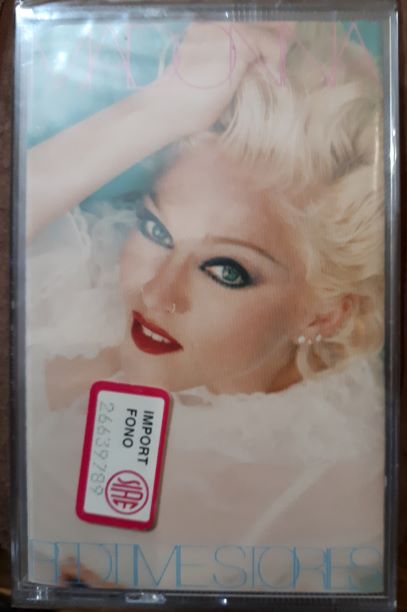 MADONNA
IMPORT
FONO
SIAE
26639789
BEDTIME STORIES